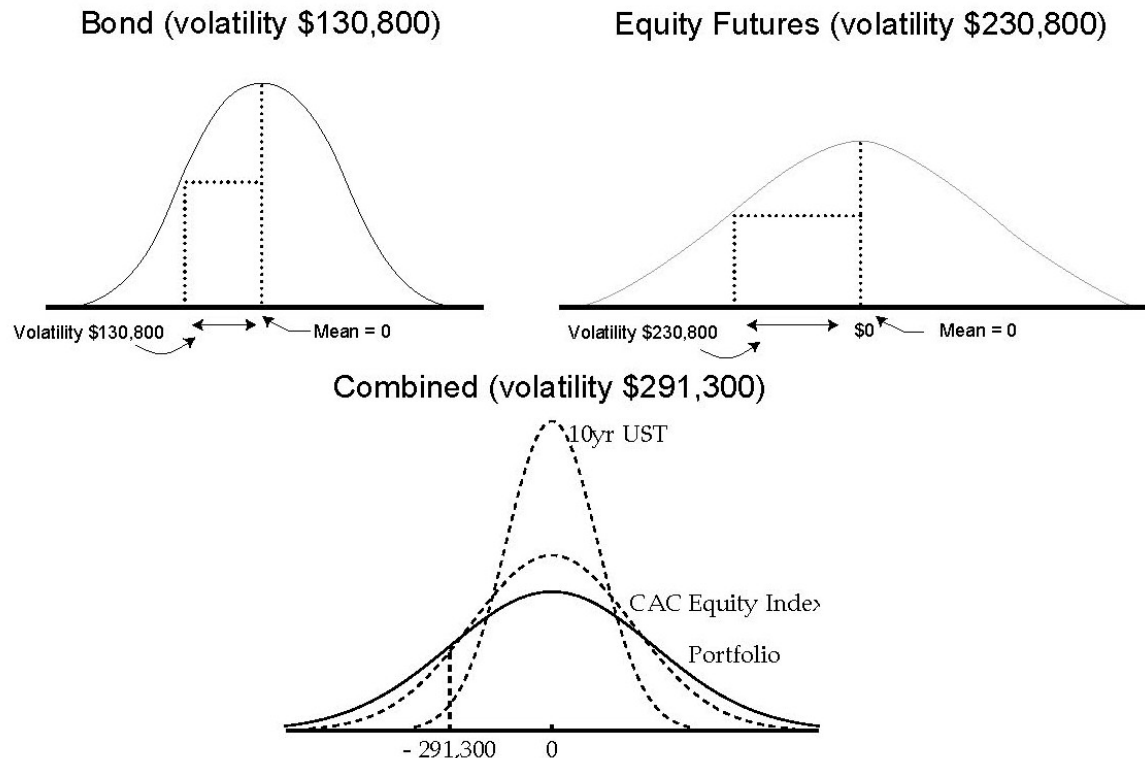 Bond (volatility $130,800)
Equity Futures (volatility $230,800)
Volatility $130,800
Mean = 0
Volatility $230,800
$0
Mean = 0
Combined (volatility $291,300)
10yr UST
CAC Equity Index
Portfolio
- 291,300
0